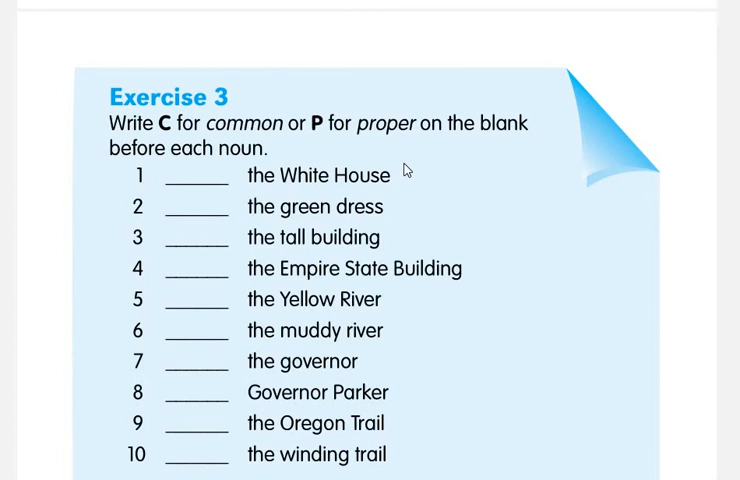 Exercise 3
Write C for common or P for proper on the blank
before each noun.
1 ______ the White House
2 ______ the green dress
3 ______ the tall building
4 ______ the Empire State Building
5 ______ the Yellow River
6 ______ the muddy river
7 ______ the governor
8 ______ Governor Parker
9 ______ the Oregon Trail
10 ______ the winding trail